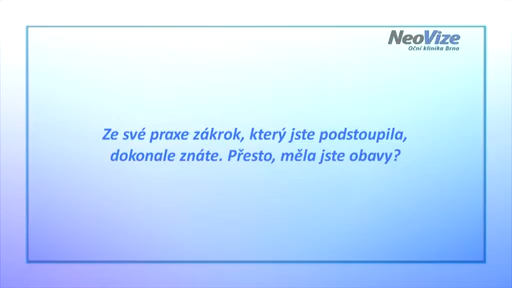 NeoVize
Oční klinika Brno
Ze své praxe zákrok, který jste podstoupila,
dokonale znáte. Přesto, měla jste obavy?